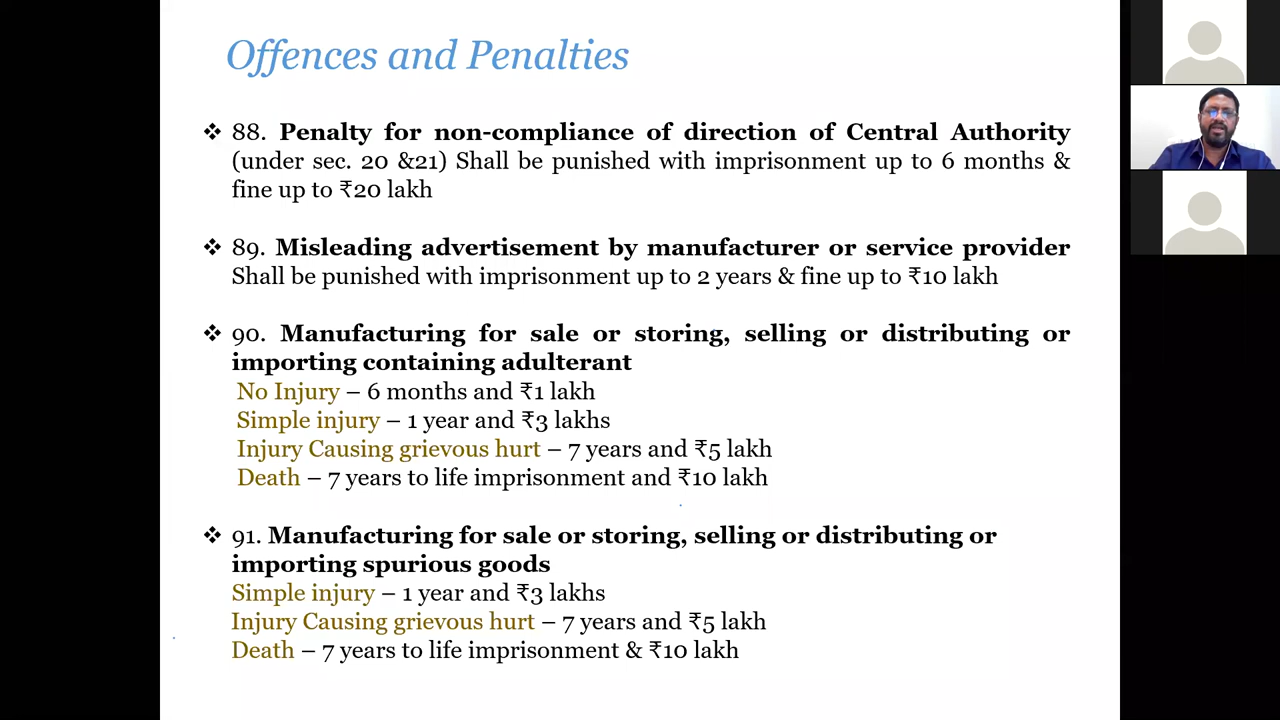 Offences and Penalties
❖ 88. Penalty for non-compliance of direction of Central Authority
(under sec. 20 &21) Shall be punished with imprisonment up to 6 months &
fine up to ₹20 lakh
❖ 89. Misleading advertisement by manufacturer or service provider
Shall be punished with imprisonment up to 2 years & fine up to ₹10 lakh
❖ 90. Manufacturing for sale or storing, selling or distributing or
importing containing adulterant
No Injury – 6 months and ₹1 lakh
Simple injury – 1 year and ₹3 lakhs
Injury Causing grievous hurt – 7 years and ₹5 lakh
Death – 7 years to life imprisonment and ₹10 lakh
❖ 91. Manufacturing for sale or storing, selling or distributing or
importing spurious goods
Simple injury – 1 year and ₹3 lakhs
Injury Causing grievous hurt – 7 years and ₹5 lakh
Death – 7 years to life imprisonment & ₹10 lakh